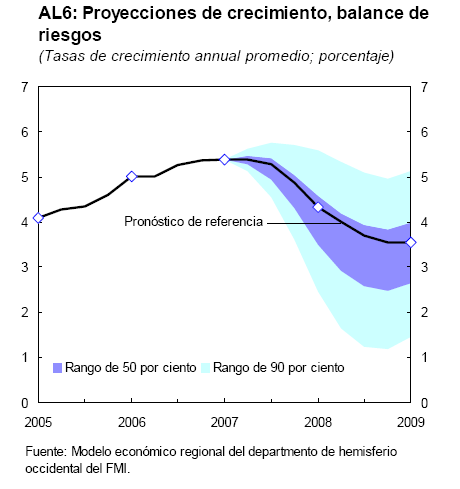 AL6: Proyecciones de crecimiento, balance de
riesgos
(Tasas de crecimiento annual promedio; porcentaje)
7 7
6 6
5 5
4 4
Pronóstico de referencia
3 3
2 2
1 1
Rango de 50 por ciento Rango de 90 por ciento
0 0
2005 2006 2007 2008 2009
Fuente: Modelo económico regional del departmento de hemisferio
occidental del FMI.